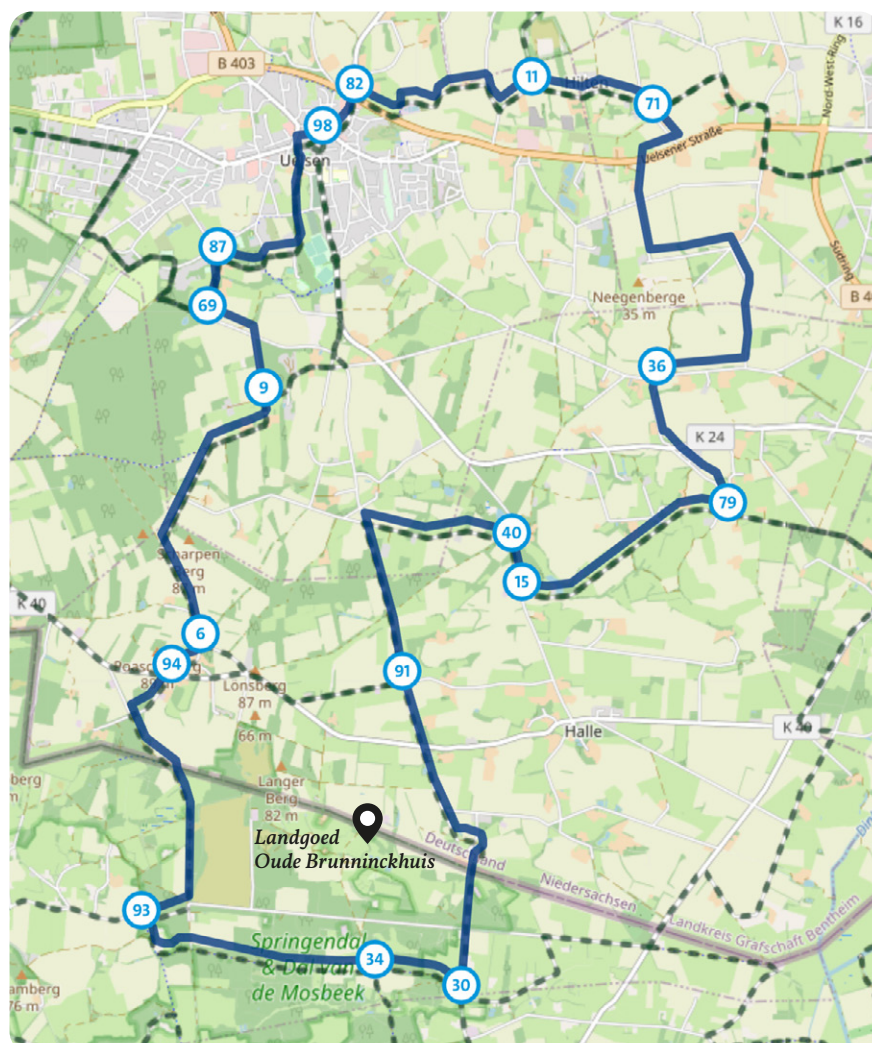 K 16
B 403
82
11
Hilten
71
98
Uelsen
Uelsener Straße
Nord-West-Ring
87
Südring
69
Neegenberge
35 m
36
9
K 24
79
40
15
Scharpen
Berg
K 40
6
94
91
Lonsberg
87 m
66 m
Halle
K 40
Langer
Berg
82 m
Landgoed
Oude Brunninckhuis
Deutschland
Niedersachsen
Landkreis Grafschaft Bentheim
93
Springendal
& Dal van
de Mosbeek
34
30
76 m